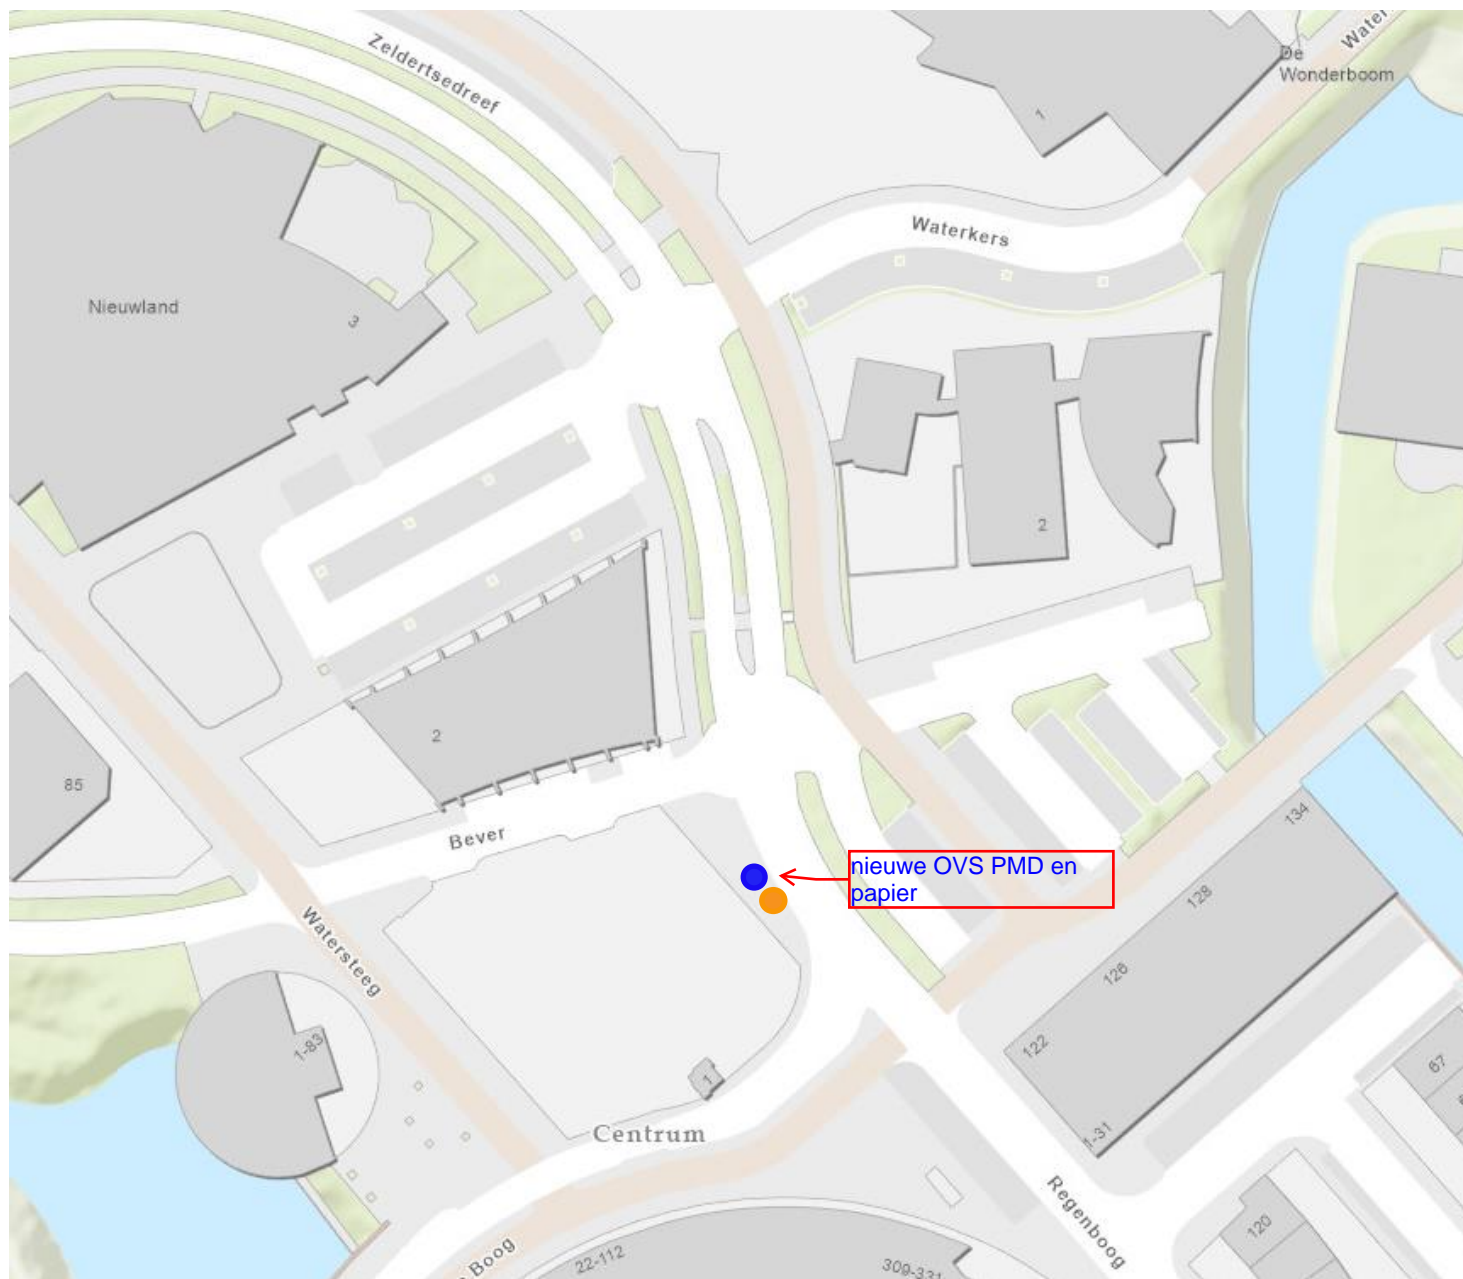 Zeldertsedreef
Water
De
Wonderboom
1
Waterkers
Nieuwland
3
2
2
85
Bever
nieuwe OVS PMD en
papier
134
128
126
122
Watersteeg
1-83
1
67
1-31
Centrum
Regenboog
120
Boog
22-112
309-331